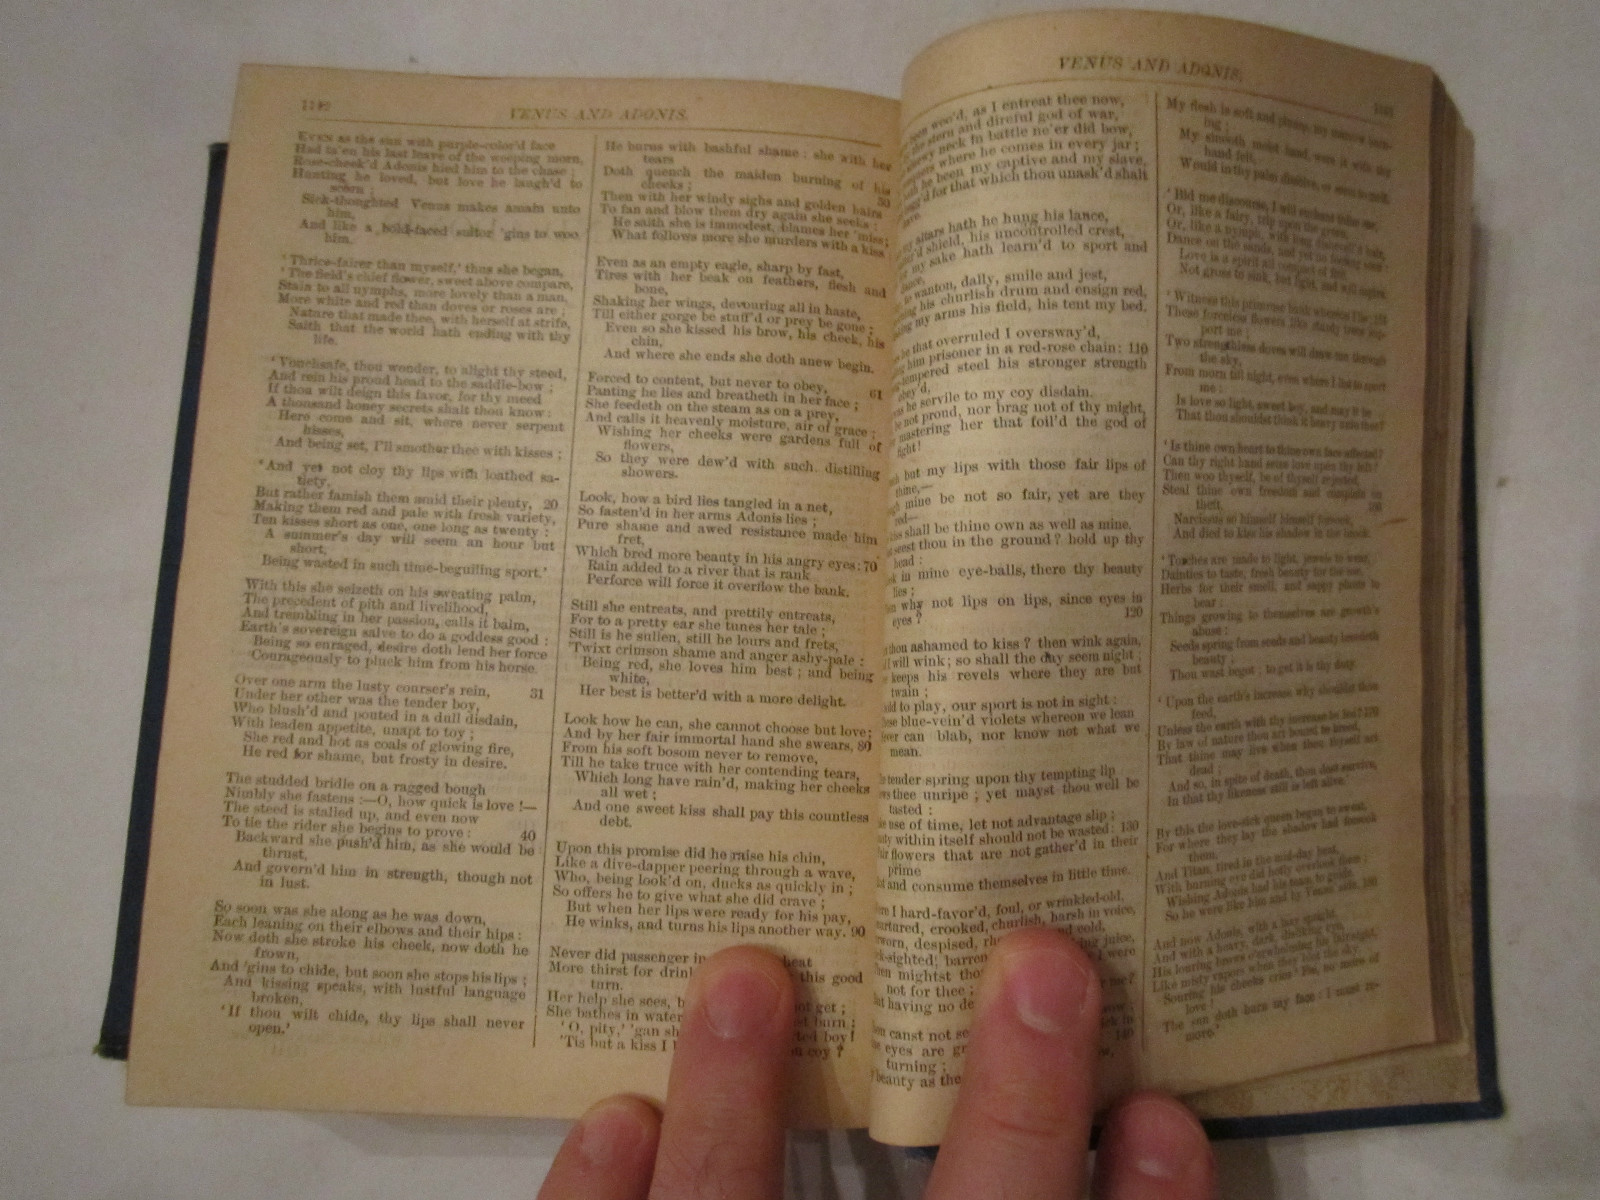 VENUS AND ADONIS.
EVEN as the sun with purple-color'd face
Had ta'en his last leave of the weeping morn,
Rose-cheek'd Adonis hied him to the chase;
Hunting he loved, but love he laugh'd to
scorn;
Sick-thoughted Venus makes amain unto
him,
And like a bold-faced suitor 'gins to woo
him.
'Thrice-fairer than myself,' thus she began,
'The field's chief flower, sweet above compare,
Stain to all nymphs, more lovely than a man,
More white and red than doves or roses are;
Nature that made thee, with herself at strife,
Saith that the world hath ending with thy
life.
'Vouchsafe, thou wonder, to alight thy steed,
And rein his proud head to the saddle-bow;
If thou wilt deign this favor, for thy meed
A thousand honey secrets shalt thou know:
Here come and sit, where never serpent
hisses,
And being set, I'll smother thee with kisses;
'And yet not cloy thy lips with loathed sa-
tiety,
But rather famish them amid their plenty, 20
Making them red and pale with fresh variety,
Ten kisses short as one, one long as twenty:
A summer's day will seem an hour but
short,
Being wasted in such time-beguiling sport.'
With this she seizeth on his sweating palm,
The precedent of pith and livelihood,
And trembling in her passion, calls it balm,
Earth's sovereign salve to do a goddess good:
Being so enraged, desire doth lend her force
Courageously to pluck him from his horse.
Over one arm the lusty courser's rein, 31
Under her other was the tender boy,
Who blush'd and pouted in a dull disdain,
With leaden appetite, unapt to toy;
She red and hot as coals of glowing fire,
He red for shame, but frosty in desire.
The studded bridle on a ragged bough
Nimbly she fastens:—O, how quick is love!—
The steed is stalled up, and even now
To tie the rider she begins to prove: 40
Backward she push'd him, as she would be
thrust,
And govern'd him in strength, though not
in lust.
So soon was she along as he was down,
Each leaning on their elbows and their hips:
Now doth she stroke his cheek, now doth he
frown,
And 'gins to chide, but soon she stops his lips;
And kissing speaks, with lustful language
broken,
'If thou wilt chide, thy lips shall never
open.'
He burns with bashful shame: she with her
tears
Doth quench the maiden burning of his
cheeks; 50
Then with her windy sighs and golden hairs
To fan and blow them dry again she seeks:
He saith she is immodest, blames her 'miss;
What follows more she murders with a kiss.
Even as an empty eagle, sharp by fast,
Tires with her beak on feathers, flesh and
bone,
Shaking her wings, devouring all in haste,
Till either gorge be stuff'd or prey be gone;
Even so she kissed his brow, his cheek, his
chin,
And where she ends she doth anew begin.
Forced to content, but never to obey, 61
Panting he lies and breatheth in her face;
She feedeth on the steam as on a prey,
And calls it heavenly moisture, air of grace;
Wishing her cheeks were gardens full of
flowers,
So they were dew'd with such distilling
showers.
Look, how a bird lies tangled in a net,
So fasten'd in her arms Adonis lies;
Pure shame and awed resistance made him
fret,
Which bred more beauty in his angry eyes: 70
Rain added to a river that is rank
Perforce will force it overflow the bank.
Still she entreats, and prettily entreats,
For to a pretty ear she tunes her tale;
Still is he sullen, still he lours and frets,
'Twixt crimson shame and anger ashy-pale:
Being red, she loves him best; and being
white,
Her best is better'd with a more delight.
Look how he can, she cannot choose but love;
And by her fair immortal hand she swears, 80
From his soft bosom never to remove,
Till he take truce with her contending tears,
Which long have rain'd, making her cheeks
all wet;
And one sweet kiss shall pay this countless
debt.
Upon this promise did he raise his chin,
Like a dive-dapper peering through a wave,
Who, being look'd on, ducks as quickly in;
So offers he to give what she did crave;
But when her lips were ready for his pay,
He winks, and turns his lips another way. 90
Never did passenger in heat
More thirst for drink this good
turn.
Her help she sees, b ot get;
She bathes in water t burn;
'O, pity,' 'gan sh ted boy!
'Tis but a kiss I b u coy?
VENUS AND ADONIS.
been woo'd, as I entreat thee now,
the stern and direful god of war,
sinewy neck in battle ne'er did bow,
conquers where he comes in every jar;
hath he been my captive and my slave,
begg'd for that which thou unask'd shalt
have.
my altars hath he hung his lance,
shield, his uncontrolled crest,
my sake hath learn'd to sport and
dance,
wanton, dally, smile and jest,
ing his churlish drum and ensign red,
ing my arms his field, his tent my bed.
he that overruled I oversway'd,
ing him prisoner in a red-rose chain: 110
-tempered steel his stronger strength
obey'd,
he servile to my coy disdain.
be not proud, nor brag not of thy might,
mastering her that foil'd the god of
fight!
but my lips with those fair lips of
thine,—
mine be not so fair, yet are they
red—
kiss shall be thine own as well as mine.
seest thou in the ground? hold up thy
head:
in mine eye-balls, there thy beauty
lies;
why not lips on lips, since eyes in
eyes? 120
thou ashamed to kiss? then wink again,
I will wink; so shall the day seem night;
keeps his revels where they are but
twain;
bold to play, our sport is not in sight:
these blue-vein'd violets whereon we lean
never can blab, nor know not what we
mean.
tender spring upon thy tempting lip
thee unripe; yet mayst thou well be
tasted:
use of time, let not advantage slip;
within itself should not be wasted: 130
flowers that are not gather'd in their
prime
and consume themselves in little time.
I hard-favor'd, foul, or wrinkled-old,
nurtured, crooked, churlish, harsh in voice,
worn, despised, rh ing juice,
-sighted, barren I were
mightst tho
not for thee;
having no de
canst not se
eyes are gr 140
turning;
beauty as the
My flesh is soft and plump, my marrow burn-
ing;
My smooth moist hand, were it with thy
hand felt,
Would in thy palm dissolve, or seem to melt.
'Bid me discourse, I will enchant thine ear,
Or, like a fairy, trip upon the green,
Or, like a nymph, with long dishevell'd hair,
Dance on the sands, and yet no footing seen:
Love is a spirit all compact of fire,
Not gross to sink, but light, and will aspire.
'Witness this primrose bank whereon I lie: 151
These forceless flowers like sturdy trees sup-
port me;
Two strengthless doves will draw me through
the sky,
From morn till night, even where I list to sport
me:
Is love so light, sweet boy, and may it be
That thou shouldst think it heavy unto thee?
'Is thine own heart to thine own face affected?
Can thy right hand seize love upon thy left?
Then woo thyself, be of thyself rejected,
Steal thine own freedom and complain on
theft. 160
Narcissus so himself himself forsook,
And died to kiss his shadow in the brook.
'Torches are made to light, jewels to wear,
Dainties to taste, fresh beauty for the use,
Herbs for their smell, and sappy plants to
bear:
Things growing to themselves are growth's
abuse:
Seeds spring from seeds and beauty breedeth
beauty;
Thou wast begot; to get it is thy duty.
'Upon the earth's increase why shouldst thou
feed,
Unless the earth with thy increase be fed? 170
By law of nature thou art bound to breed,
That thine may live when thou thyself art
dead;
And so, in spite of death, thou dost survive,
In that thy likeness still is left alive.'
By this the love-sick queen began to sweat,
For where they lay the shadow had forsook
them,
And Titan, tired in the mid-day heat,
With burning eye did hotly overlook them;
Wishing Adonis had his team to guide,
So he were like him and by Venus' side. 180
And now Adonis, with a lazy spright,
And with a heavy, dark, disliking eye,
His louring brows o'erwhelming his fair sight,
Like misty vapors when they blot the sky,
Souring his cheeks cries 'Fie, no more of
love!
The sun doth burn my face: I must re-
move.'